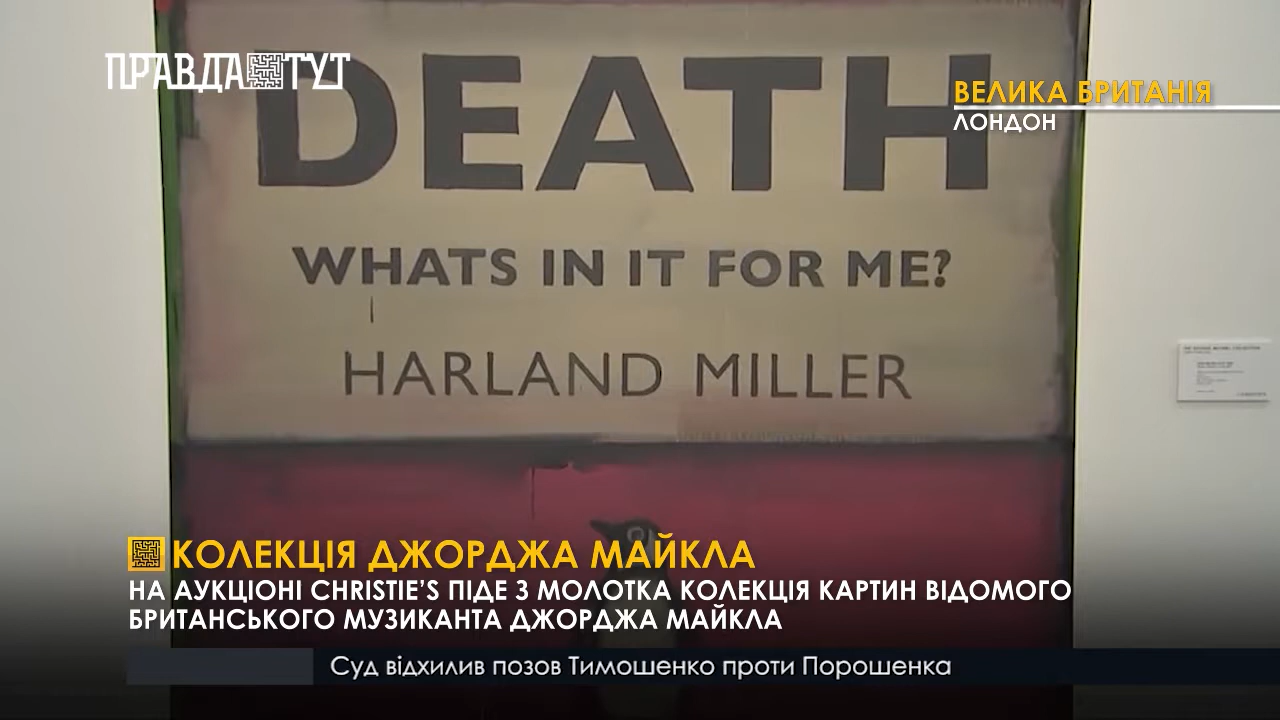 ПРАВДА ТУТ
ВЕЛИКА БРИТАНІЯ
ЛОНДОН
DEATH
WHATS IN IT FOR ME?
HARLAND MILLER
КОЛЕКЦІЯ ДЖОРДЖА МАЙКЛА
НА АУКЦІОНІ CHRISTIE’S ПІДЕ З МОЛОТКА КОЛЕКЦІЯ КАРТИН ВІДОМОГО
БРИТАНСЬКОГО МУЗИКАНТА ДЖОРДЖА МАЙКЛА
Суд відхилив позов Тимошенко проти Порошенка